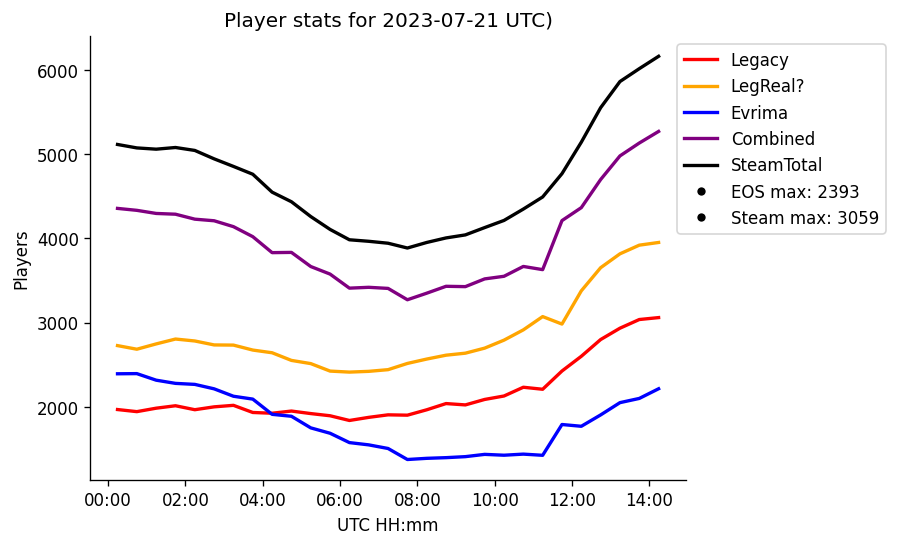 Player stats for 2023-07-21 UTC)
Legacy
LegReal?
Evrima
Combined
SteamTotal
EOS max: 2393
Steam max: 3059
Players
6000
5000
4000
3000
2000
00:00 02:00 04:00 06:00 08:00 10:00 12:00 14:00
UTC HH:mm